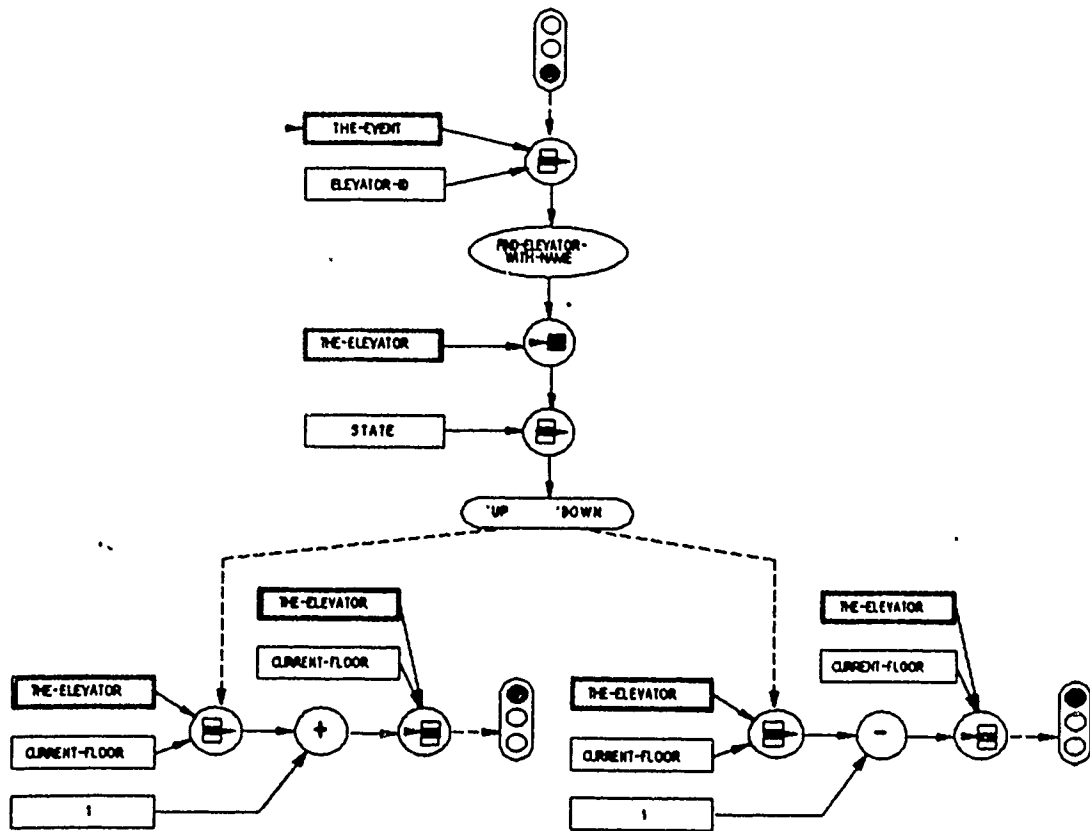 THE-EVENT
ELEVATOR-ID
FIND-ELEVATOR-
WITH-NAME
THE-ELEVATOR
STATE
'UP 'DOWN
THE-ELEVATOR
CURRENT-FLOOR
THE-ELEVATOR
CURRENT-FLOOR
+
1
THE-ELEVATOR
CURRENT-FLOOR
THE-ELEVATOR
CURRENT-FLOOR
-
1